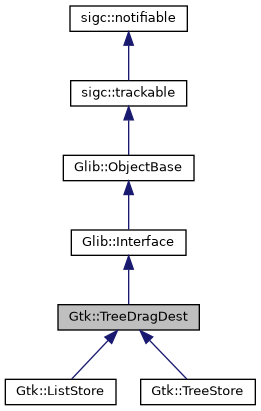 sigc::notifiable
sigc::trackable
Glib::ObjectBase
Glib::Interface
Gtk::TreeDragDest
Gtk::ListStore
Gtk::TreeStore